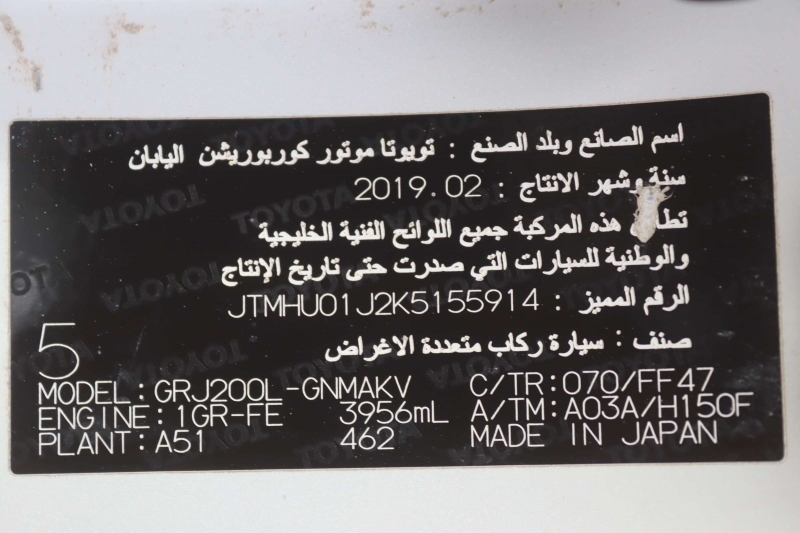 اسم الصانع وبلد الصنع : تويوتا موتور كوربوريشن اليابان
سنة وشهر الانتاج : 2019.02
هذه المركبة جميع اللوائح الفنية الخليجية
والوطنية للسيارات التي صدرت حتى تاريخ الإنتاج
الرقم المميز : JTMHU01J2K5155914
صنف : سيارة ركاب متعددة الاغراض
5
MODEL:GRJ200L-GNMAKV C/TR:070/FF47
ENGINE:1GR-FE 3956mL A/TM:A03A/H150F
PLANT:A51 462 MADE IN JAPAN